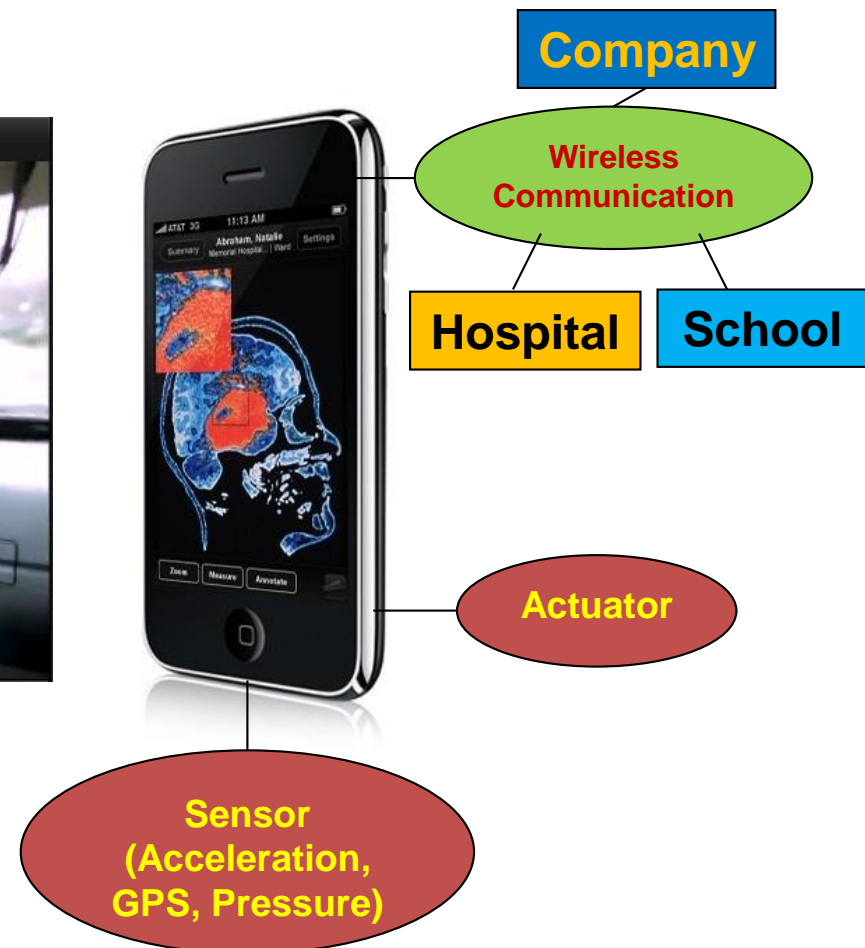 Company
Wireless
Communication
AT&T 3G 11:13 AM
Summary
Abraham, Natalie
Memorial Hospital... | Ward
Settings
Hospital
School
Zoom
Measure
Annotate
Actuator
Sensor
(Acceleration,
GPS, Pressure)